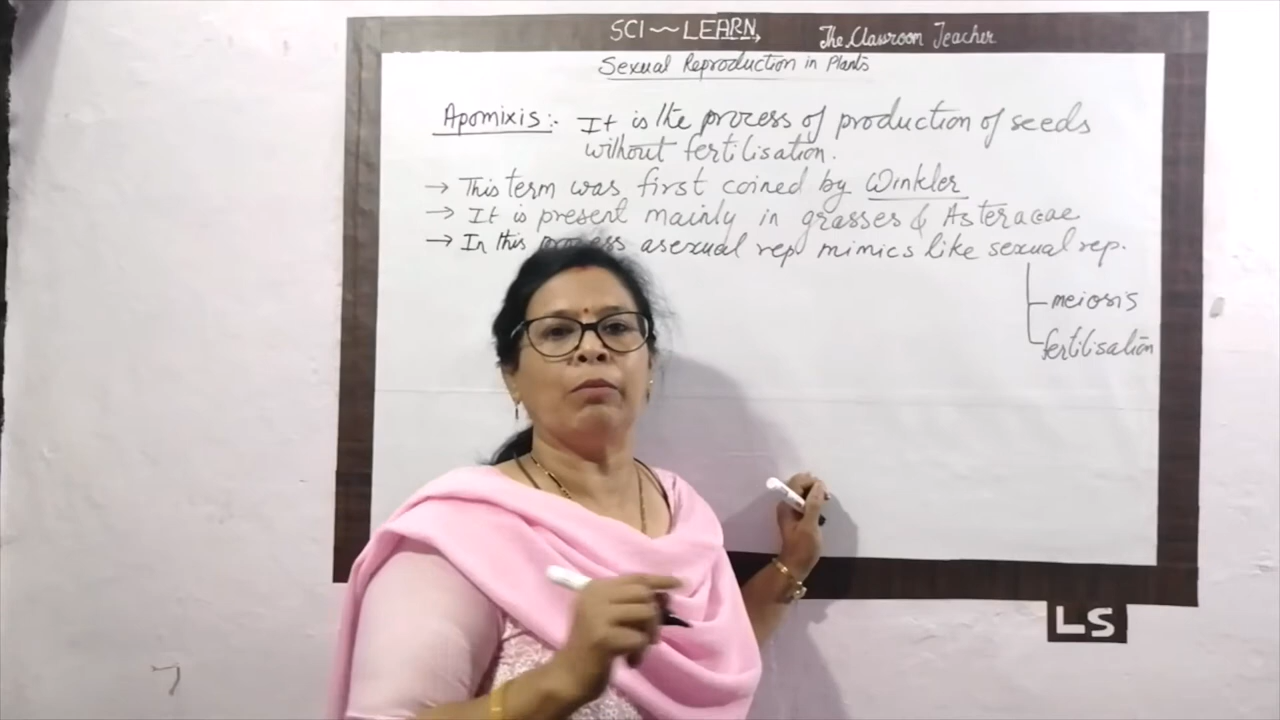 SCI~LEARN, The Classroom Teacher
Sexual Reproduction in Plants
Apomixis:- It is the process of production of seeds
without fertilisation.
→ This term was first coined by Winkler
→ It is present mainly in grasses & Asteracae
→ In this process asexual rep. mimics like sexual rep.
meiosis
fertilisation
LS